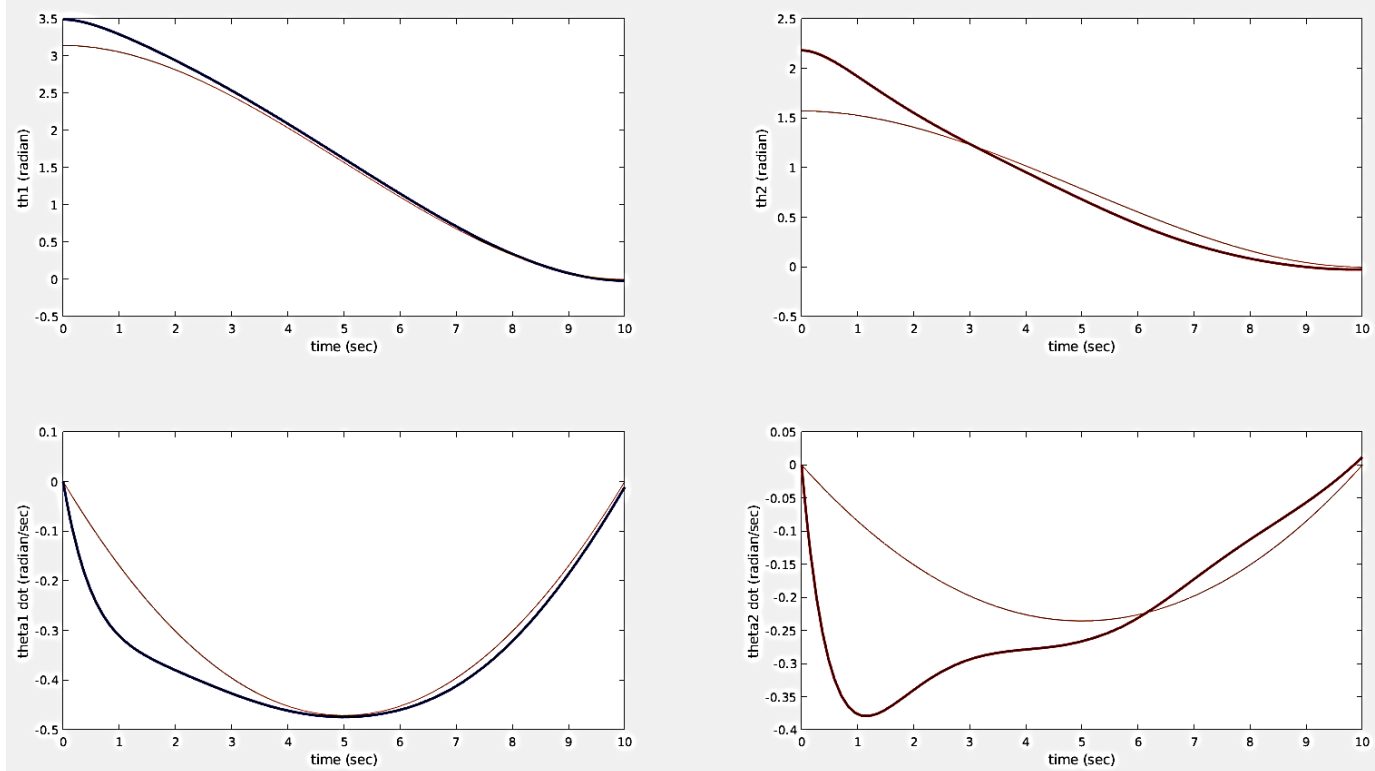 3.5
3
2.5
2
1.5
1
0.5
0
-0.5
th1 (radian)
0 1 2 3 4 5 6 7 8 9 10
time (sec)
2.5
2
1.5
1
0.5
0
-0.5
th2 (radian)
0 1 2 3 4 5 6 7 8 9 10
time (sec)
0.1
0
-0.1
-0.2
-0.3
-0.4
-0.5
theta1 dot (radian/sec)
0 1 2 3 4 5 6 7 8 9 10
time (sec)
0.05
0
-0.05
-0.1
-0.15
-0.2
-0.25
-0.3
-0.35
-0.4
theta2 dot (radian/sec)
0 1 2 3 4 5 6 7 8 9 10
time (sec)